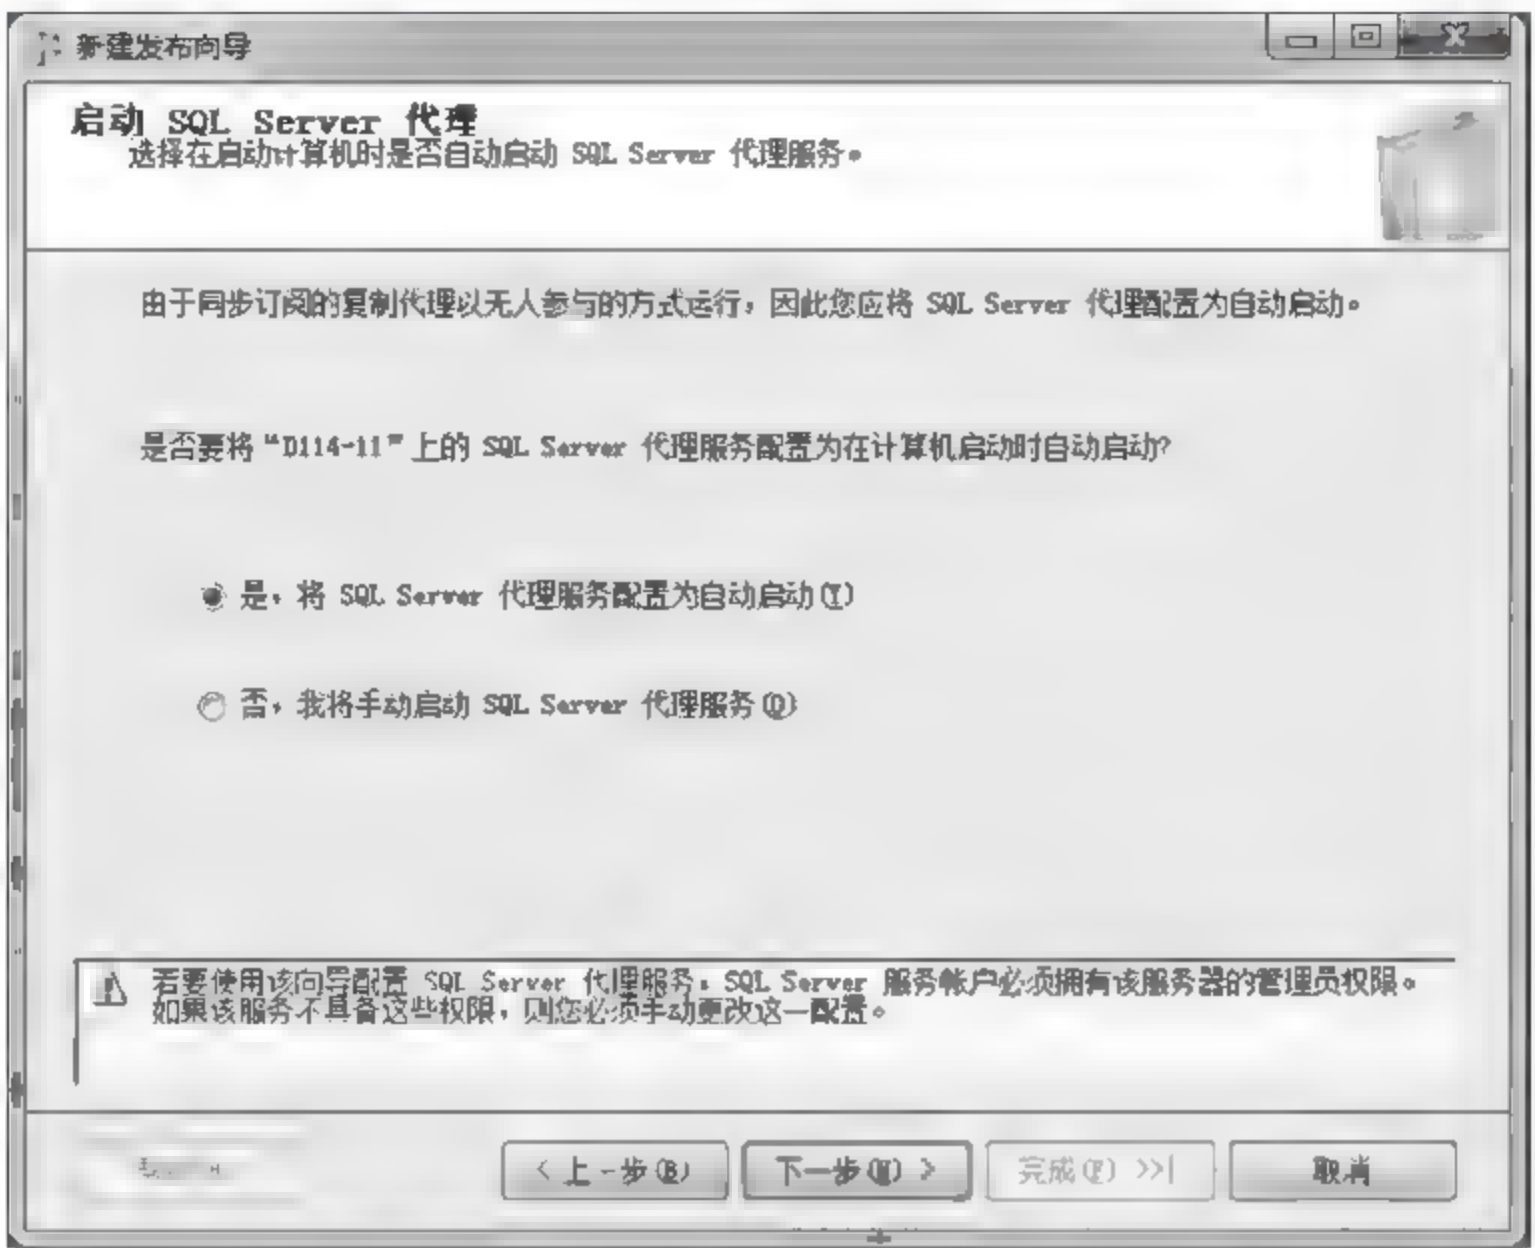 新建发布向导
启动 SQL Server 代理
选择在启动计算机时是否自动启动 SQL Server 代理服务。
由于同步订阅的复制代理以无人参与的方式运行，因此您应将 SQL Server 代理配置为自动启动。
是否要将“D114-11”上的 SQL Server 代理服务配置为在计算机启动时自动启动?
是，将 SQL Server 代理服务配置为自动启动(Y)
否，我将手动启动 SQL Server 代理服务(O)
若要使用该向导配置 SQL Server 代理服务，SQL Server 服务帐户必须拥有该服务器的管理员权限。
如果该服务不具备这些权限，则您必须手动更改这一配置。
< 上一步(B) 下一步(N) > 完成(F) >>| 取消